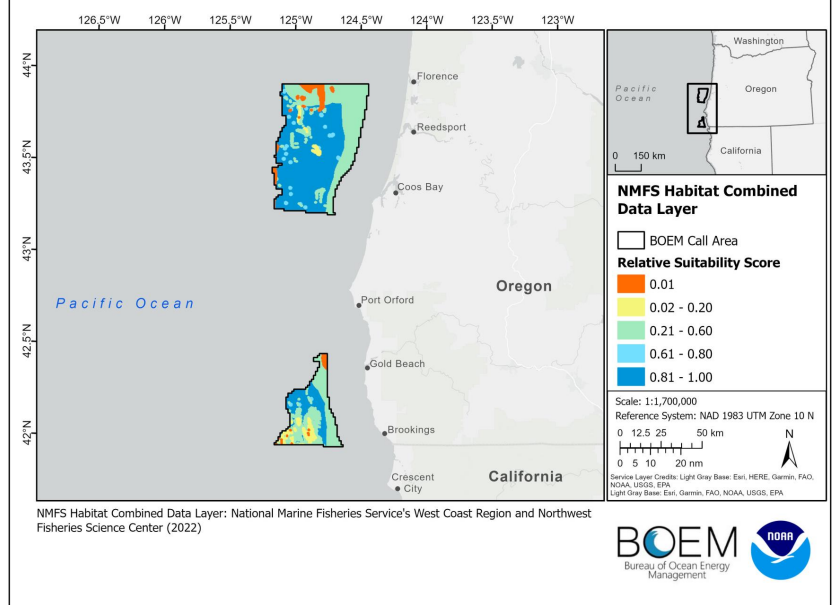 126.5°W 126°W 125.5°W 125°W 124.5°W 124°W 123.5°W 123°W
44°N
43.5°N
43°N
42.5°N
42°N
Florence
Reedsport
Coos Bay
Port Orford
Gold Beach
Brookings
Crescent
City
Pacific Ocean
Oregon
California
Washington
Pacific
Ocean
Oregon
California
0 150 km
NMFS Habitat Combined
Data Layer
BOEM Call Area
Relative Suitability Score
0.01
0.02 - 0.20
0.21 - 0.60
0.61 - 0.80
0.81 - 1.00
Scale: 1:1,700,000
Reference System: NAD 1983 UTM Zone 10 N
0 12.5 25 50 km
N
0 5 10 20 nm
Service Layer Credits: Light Gray Base: Esri, HERE, Garmin, FAO,
NOAA, USGS, EPA
Light Gray Base: Esri, Garmin, FAO, NOAA, USGS, EPA
NMFS Habitat Combined Data Layer: National Marine Fisheries Service's West Coast Region and Northwest
Fisheries Science Center (2022)
BOEM
Bureau of Ocean Energy
Management
NOAA